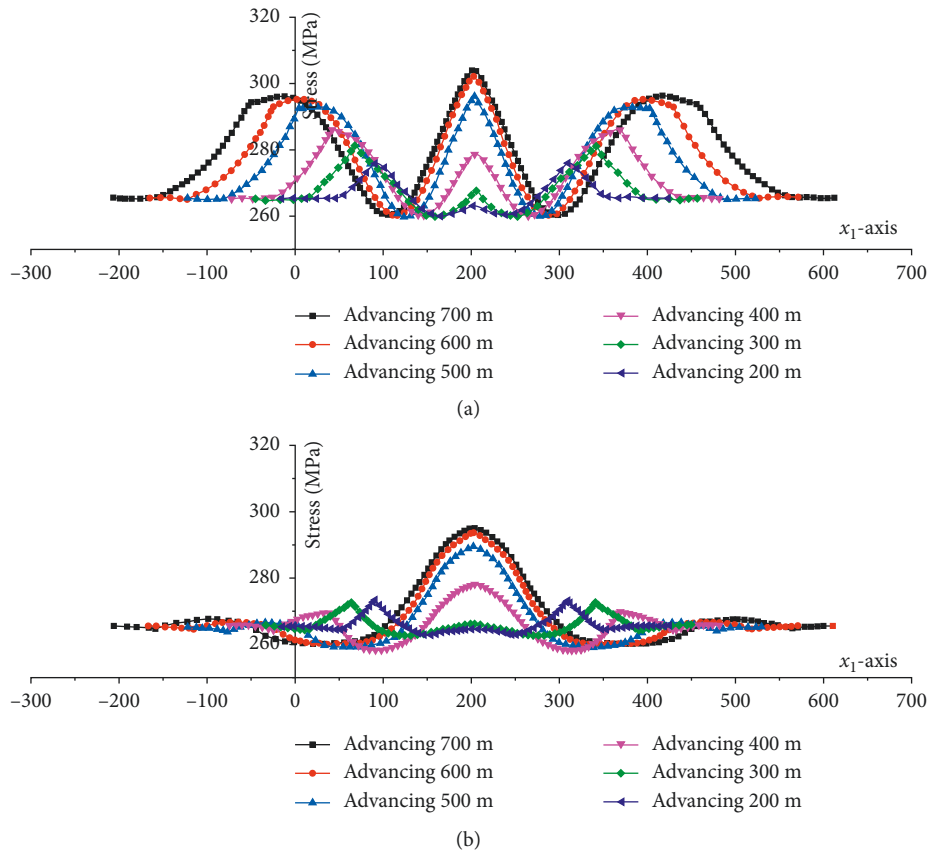 320
300
280
260
Stress (MPa)
x₁-axis
–300 –200 –100 0 100 200 300 400 500 600 700
Advancing 700 m Advancing 400 m
Advancing 600 m Advancing 300 m
Advancing 500 m Advancing 200 m
(a)
320
300
280
260
Stress (MPa)
x₁-axis
–300 –200 –100 0 100 200 300 400 500 600 700
Advancing 700 m Advancing 400 m
Advancing 600 m Advancing 300 m
Advancing 500 m Advancing 200 m
(b)